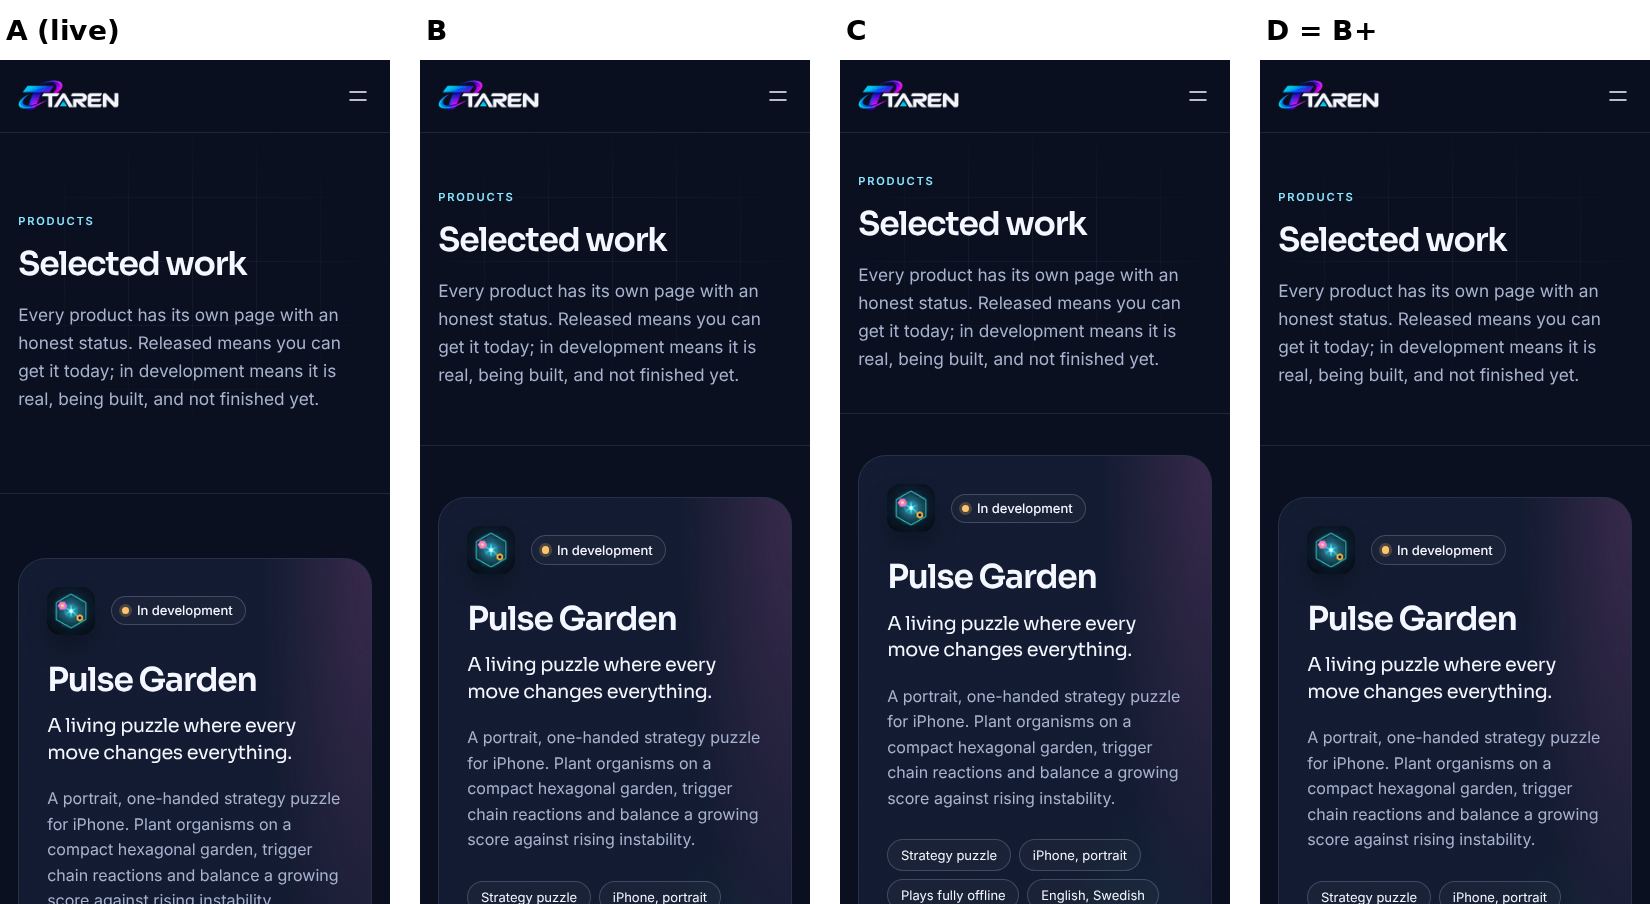 A (live)
TAREN
PRODUCTS
Selected work
Every product has its own page with an
honest status. Released means you can
get it today; in development means it is
real, being built, and not finished yet.
In development
Pulse Garden
A living puzzle where every
move changes everything.
A portrait, one-handed strategy puzzle
for iPhone. Plant organisms on a
compact hexagonal garden, trigger
chain reactions and balance a growing
score against rising instability.
B
TAREN
PRODUCTS
Selected work
Every product has its own page with an
honest status. Released means you can
get it today; in development means it is
real, being built, and not finished yet.
In development
Pulse Garden
A living puzzle where every
move changes everything.
A portrait, one-handed strategy puzzle
for iPhone. Plant organisms on a
compact hexagonal garden, trigger
chain reactions and balance a growing
score against rising instability.
Strategy puzzle iPhone, portrait
C
TAREN
PRODUCTS
Selected work
Every product has its own page with an
honest status. Released means you can
get it today; in development means it is
real, being built, and not finished yet.
In development
Pulse Garden
A living puzzle where every
move changes everything.
A portrait, one-handed strategy puzzle
for iPhone. Plant organisms on a
compact hexagonal garden, trigger
chain reactions and balance a growing
score against rising instability.
Strategy puzzle iPhone, portrait
Plays fully offline English, Swedish
D = B+
TAREN
PRODUCTS
Selected work
Every product has its own page with an
honest status. Released means you can
get it today; in development means it is
real, being built, and not finished yet.
In development
Pulse Garden
A living puzzle where every
move changes everything.
A portrait, one-handed strategy puzzle
for iPhone. Plant organisms on a
compact hexagonal garden, trigger
chain reactions and balance a growing
score against rising instability.
Strategy puzzle iPhone, portrait